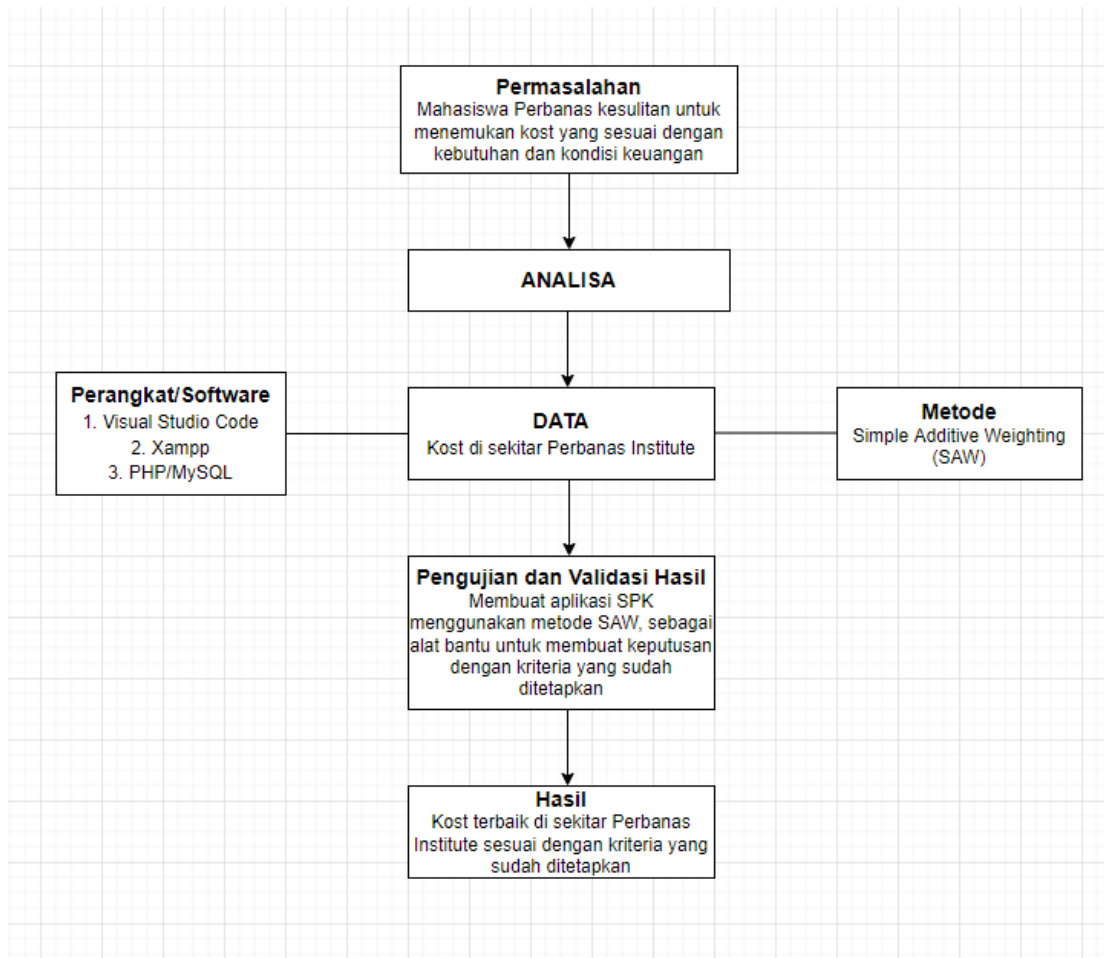 Permasalahan
Mahasiswa Perbanas kesulitan untuk
menemukan kost yang sesuai dengan
kebutuhan dan kondisi keuangan
ANALISA
Perangkat/Software
1. Visual Studio Code
2. Xampp
3. PHP/MySQL
DATA
Kost di sekitar Perbanas Institute
Metode
Simple Additive Weighting
(SAW)
Pengujian dan Validasi Hasil
Membuat aplikasi SPK
menggunakan metode SAW, sebagai
alat bantu untuk membuat keputusan
dengan kriteria yang sudah
ditetapkan
Hasil
Kost terbaik di sekitar Perbanas
Institute sesuai dengan kriteria yang
sudah ditetapkan